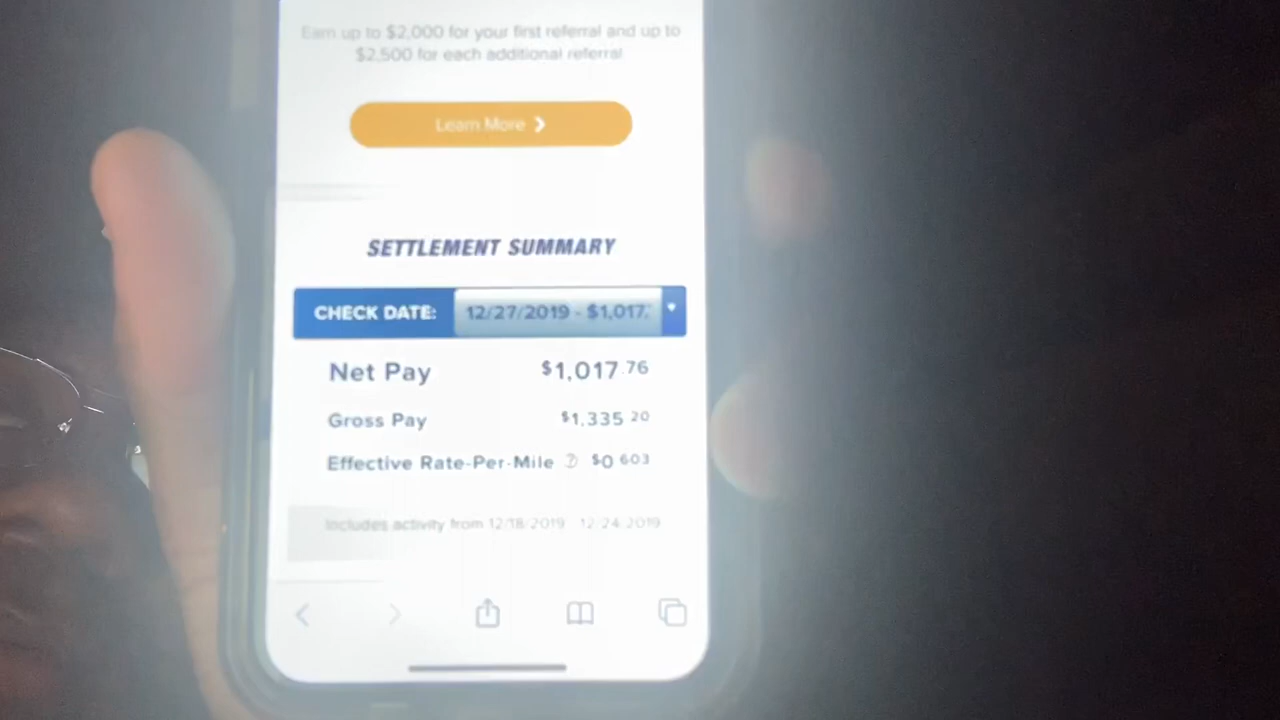 Earn up to $2,000 for your first referral and up to
$2,500 for each additional referral
Learn More
SETTLEMENT SUMMARY
CHECK DATE: 12/27/2019 - $1,017.
Net Pay $1,017.76
Gross Pay $1,335 20
Effective Rate-Per-Mile ? $0 603
Includes activity from 12/18/2019 - 12/24/2019